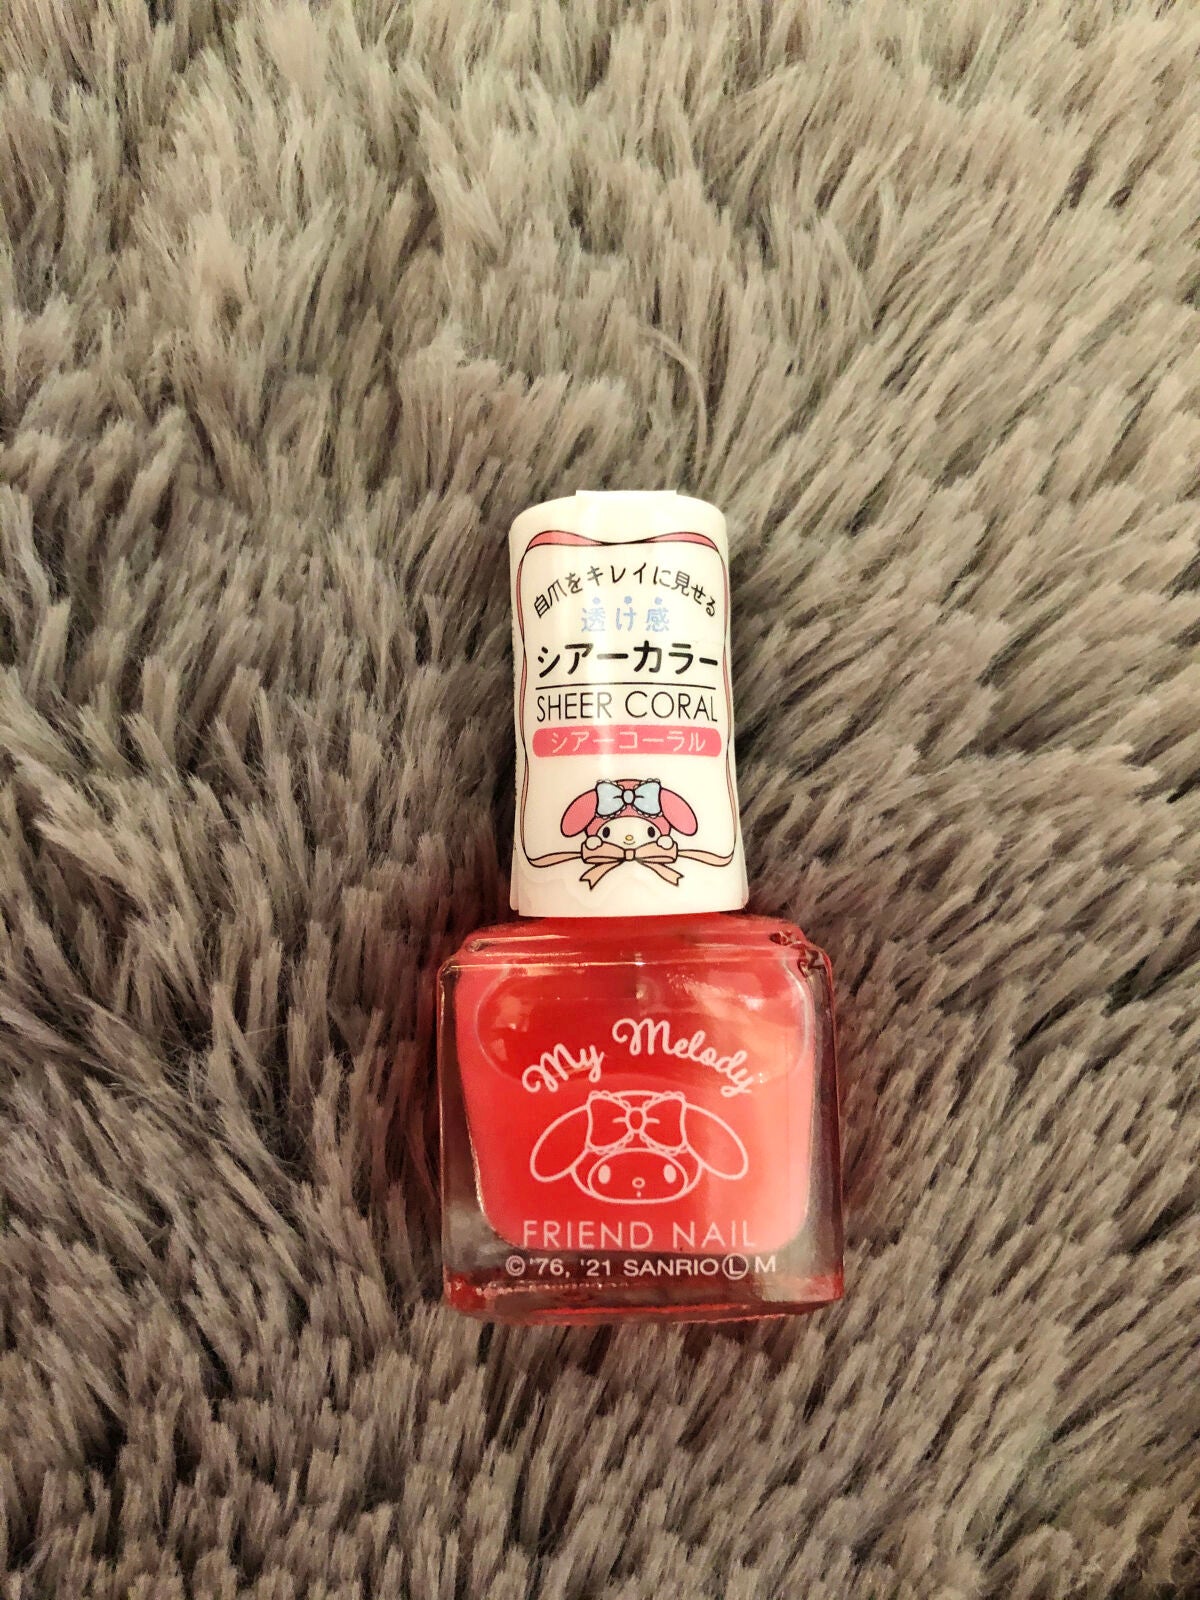 自爪をキレイに見せる
透け感
シアーカラー
SHEER CORAL
シアーコーラル
My Melody
FRIEND NAIL
©'76, '21 SANRIO Ⓛ M